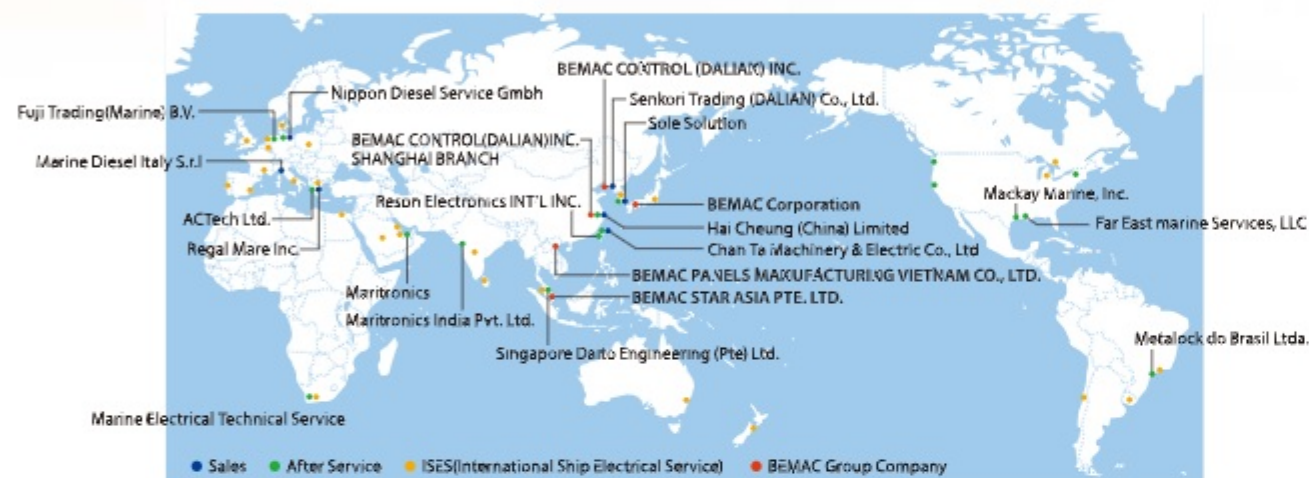 BEMAC CONTROL (DALIAN) INC.
Nippon Diesel Service Gmbh
Senkori Trading (DALIAN) Co., Ltd.
Fuji Trading(Marine) B.V.
Sole Solution
BEMAC CONTROL(DALIAN)INC.
SHANGHAI BRANCH
Marine Diesel Italy S.r.l
Reson Electronics INT'L INC.
Mackay Marine, Inc.
BEMAC Corporation
ACTech Ltd.
Hai Cheung (China) Limited
Far East marine Services, LLC
Regal Mare Inc.
Chan Ta Machinery & Electric Co., Ltd
BEMAC PANELS MAXUFACTURING VIETNAM CO., LTD.
Maritronics
BEMAC STAR ASIA PTE. LTD.
Maritronics India Pvt. Ltd.
Metalock do Brasil Ltda.
Singapore Daito Engineering (Pte) Ltd.
Marine Electrical Technical Service
Sales
After Service
ISES(International Ship Electrical Service)
BEMAC Group Company